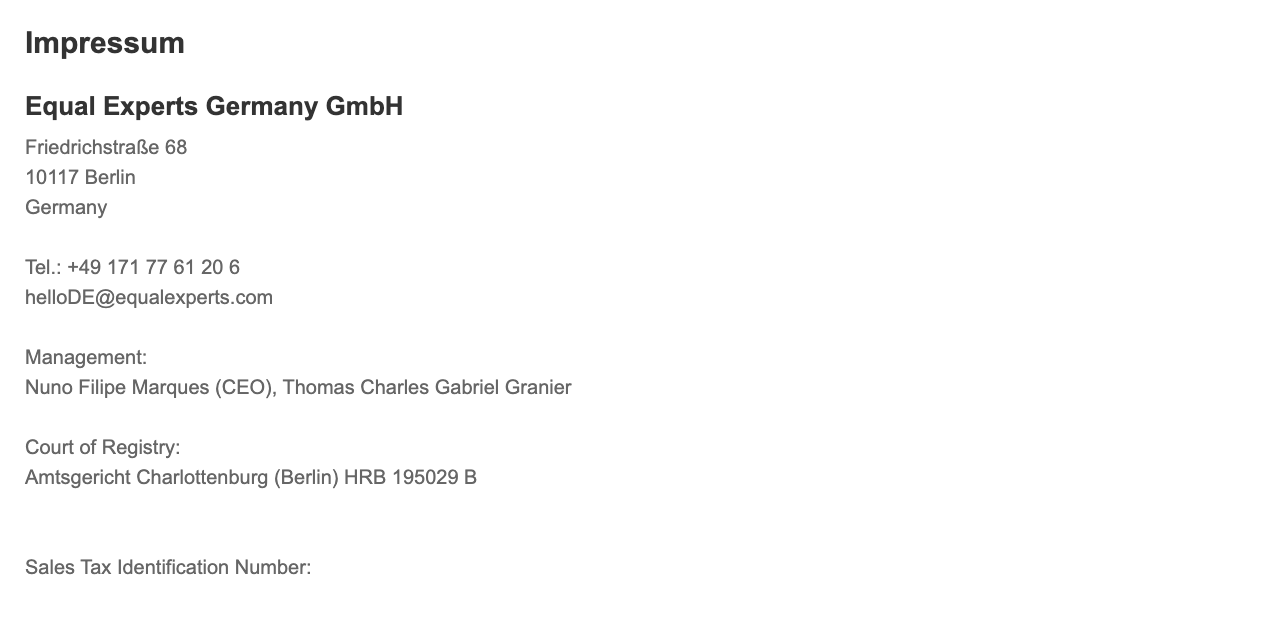 Impressum
Equal Experts Germany GmbH
Friedrichstraße 68
10117 Berlin
Germany
Tel.: +49 171 77 61 20 6
helloDE@equalexperts.com
Management:
Nuno Filipe Marques (CEO), Thomas Charles Gabriel Granier
Court of Registry:
Amtsgericht Charlottenburg (Berlin) HRB 195029 B
Sales Tax Identification Number: